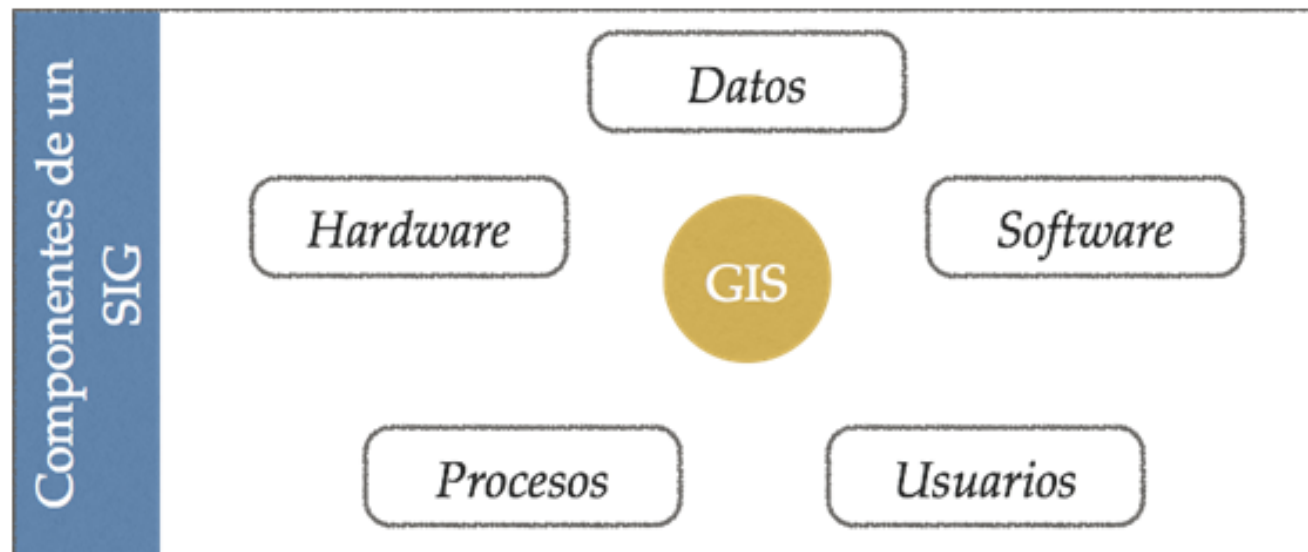 Componentes de un
SIG
Datos
Hardware
Software
GIS
Procesos
Usuarios